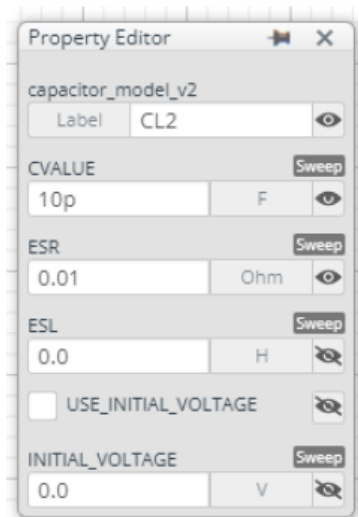 Property Editor
capacitor_model_v2
Label CL2
CVALUE Sweep
10p F
ESR Sweep
0.01 Ohm
ESL Sweep
0.0 H
USE_INITIAL_VOLTAGE
INITIAL_VOLTAGE Sweep
0.0 V